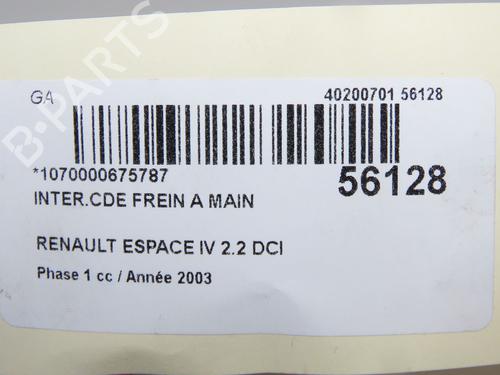 GA
40200701 56128
*1070000675787
56128
INTER.CDE FREIN A MAIN
RENAULT ESPACE IV 2.2 DCI
Phase 1 cc / Année 2003
B-PARTS